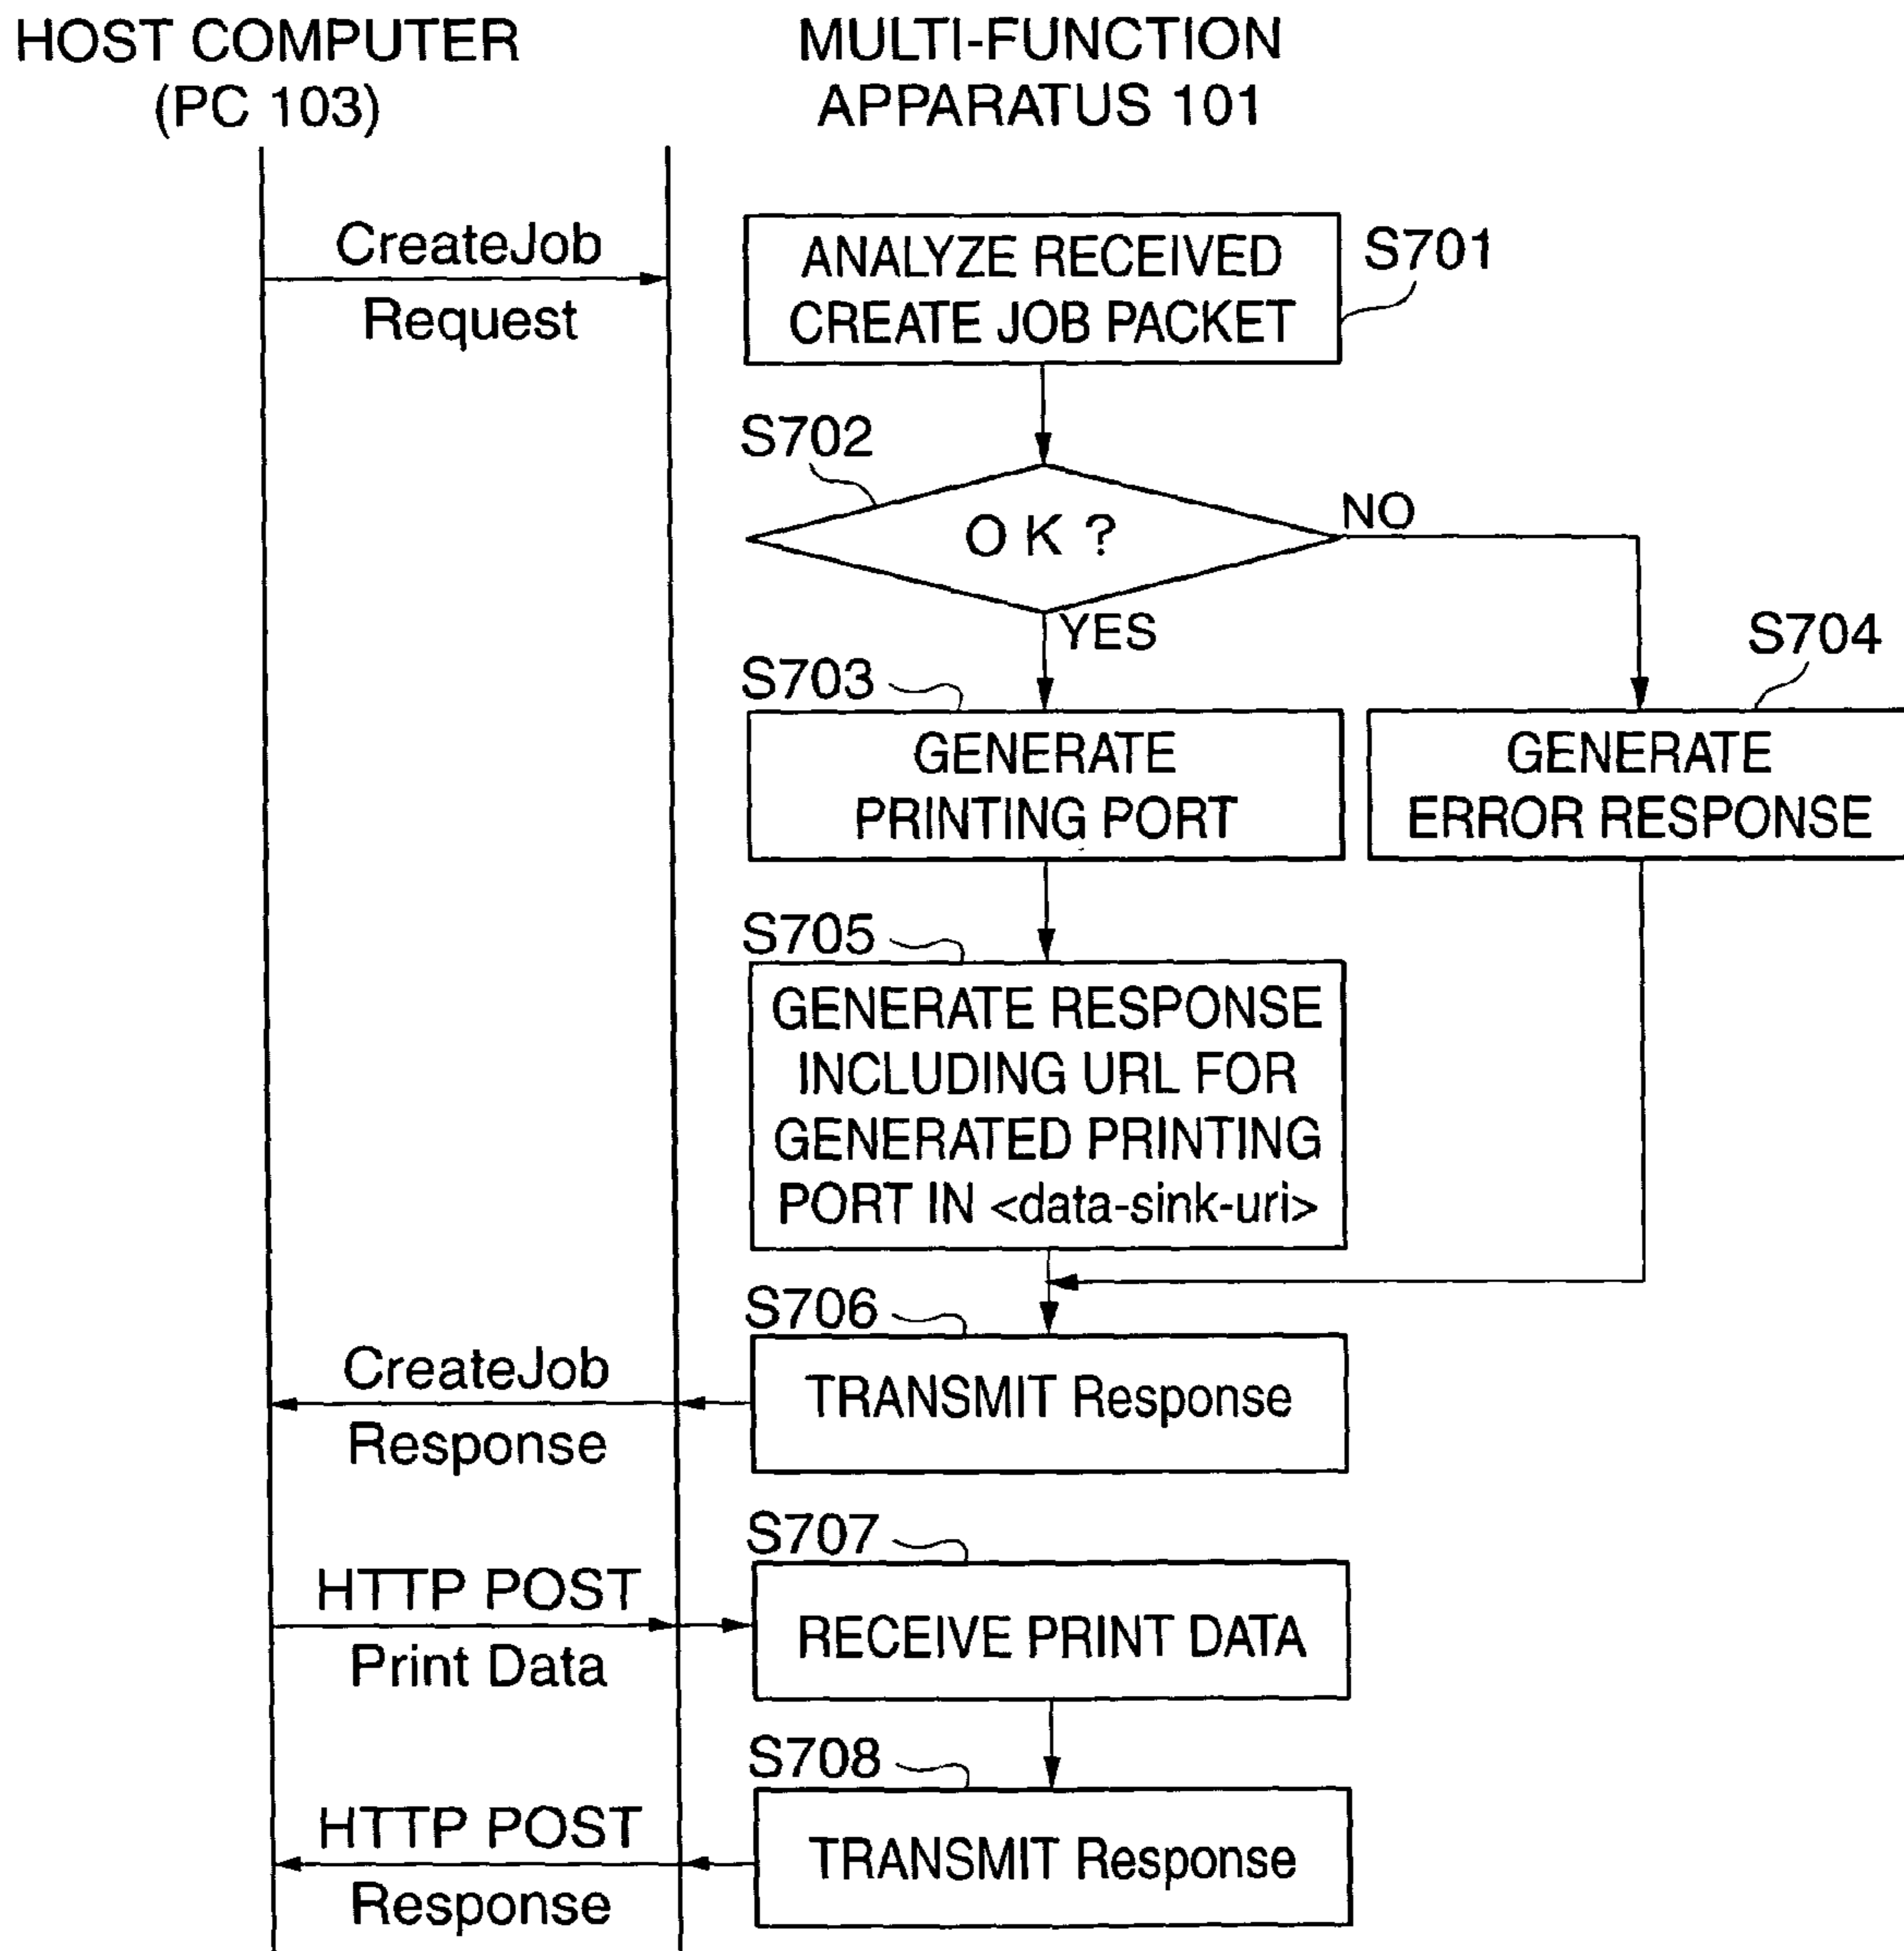 HOST COMPUTER
(PC 103)
MULTI-FUNCTION
APPARATUS 101
CreateJob
Request
ANALYZE RECEIVED
CREATE JOB PACKET
S701
S702
O K ?
NO
YES
S703
S704
GENERATE
PRINTING PORT
GENERATE
ERROR RESPONSE
S705
GENERATE RESPONSE
INCLUDING URL FOR
GENERATED PRINTING
PORT IN <data-sink-uri>
S706
CreateJob
Response
TRANSMIT Response
S707
HTTP POST
Print Data
RECEIVE PRINT DATA
S708
HTTP POST
Response
TRANSMIT Response